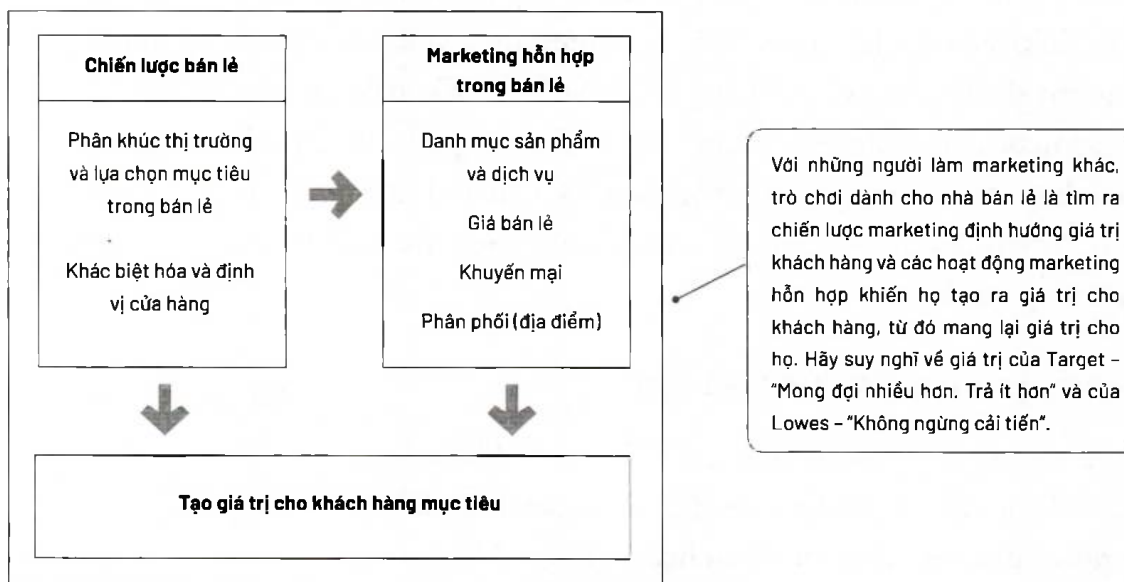 Chiến lược bán lẻ
Phân khúc thị trường
và lựa chọn mục tiêu
trong bán lẻ
Khác biệt hóa và định
vị cửa hàng
Marketing hỗn hợp
trong bán lẻ
Danh mục sản phẩm
và dịch vụ
Giá bán lẻ
Khuyến mại
Phân phối (địa điểm)
Tạo giá trị cho khách hàng mục tiêu
Với những người làm marketing khác,
trò chơi dành cho nhà bán lẻ là tìm ra
chiến lược marketing định hướng giá trị
khách hàng và các hoạt động marketing
hỗn hợp khiến họ tạo ra giá trị cho
khách hàng, từ đó mang lại giá trị cho
họ. Hãy suy nghĩ về giá trị của Target –
"Mong đợi nhiều hơn. Trả ít hơn" và của
Lowes – "Không ngừng cải tiến".